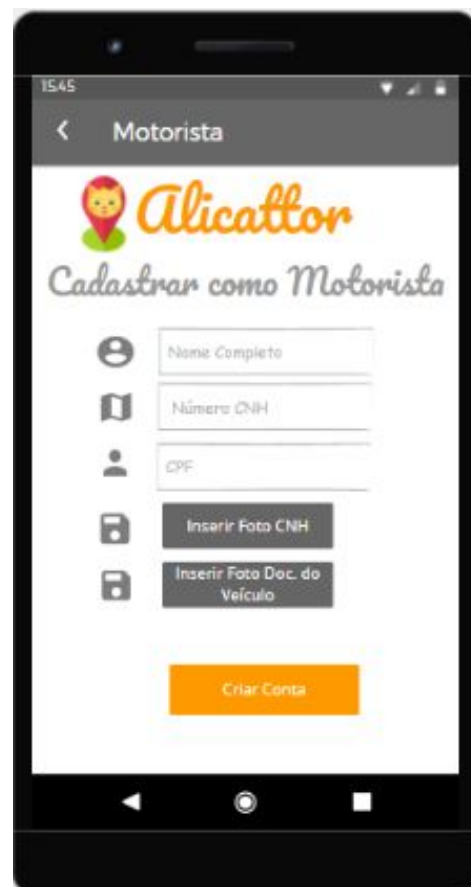 15:45
Motorista
Alicattor
Cadastrar como Motorista
Nome Completo
Número CNH
CPF
Inserir Foto CNH
Inserir Foto Doc. do
Veículo
Criar Conta